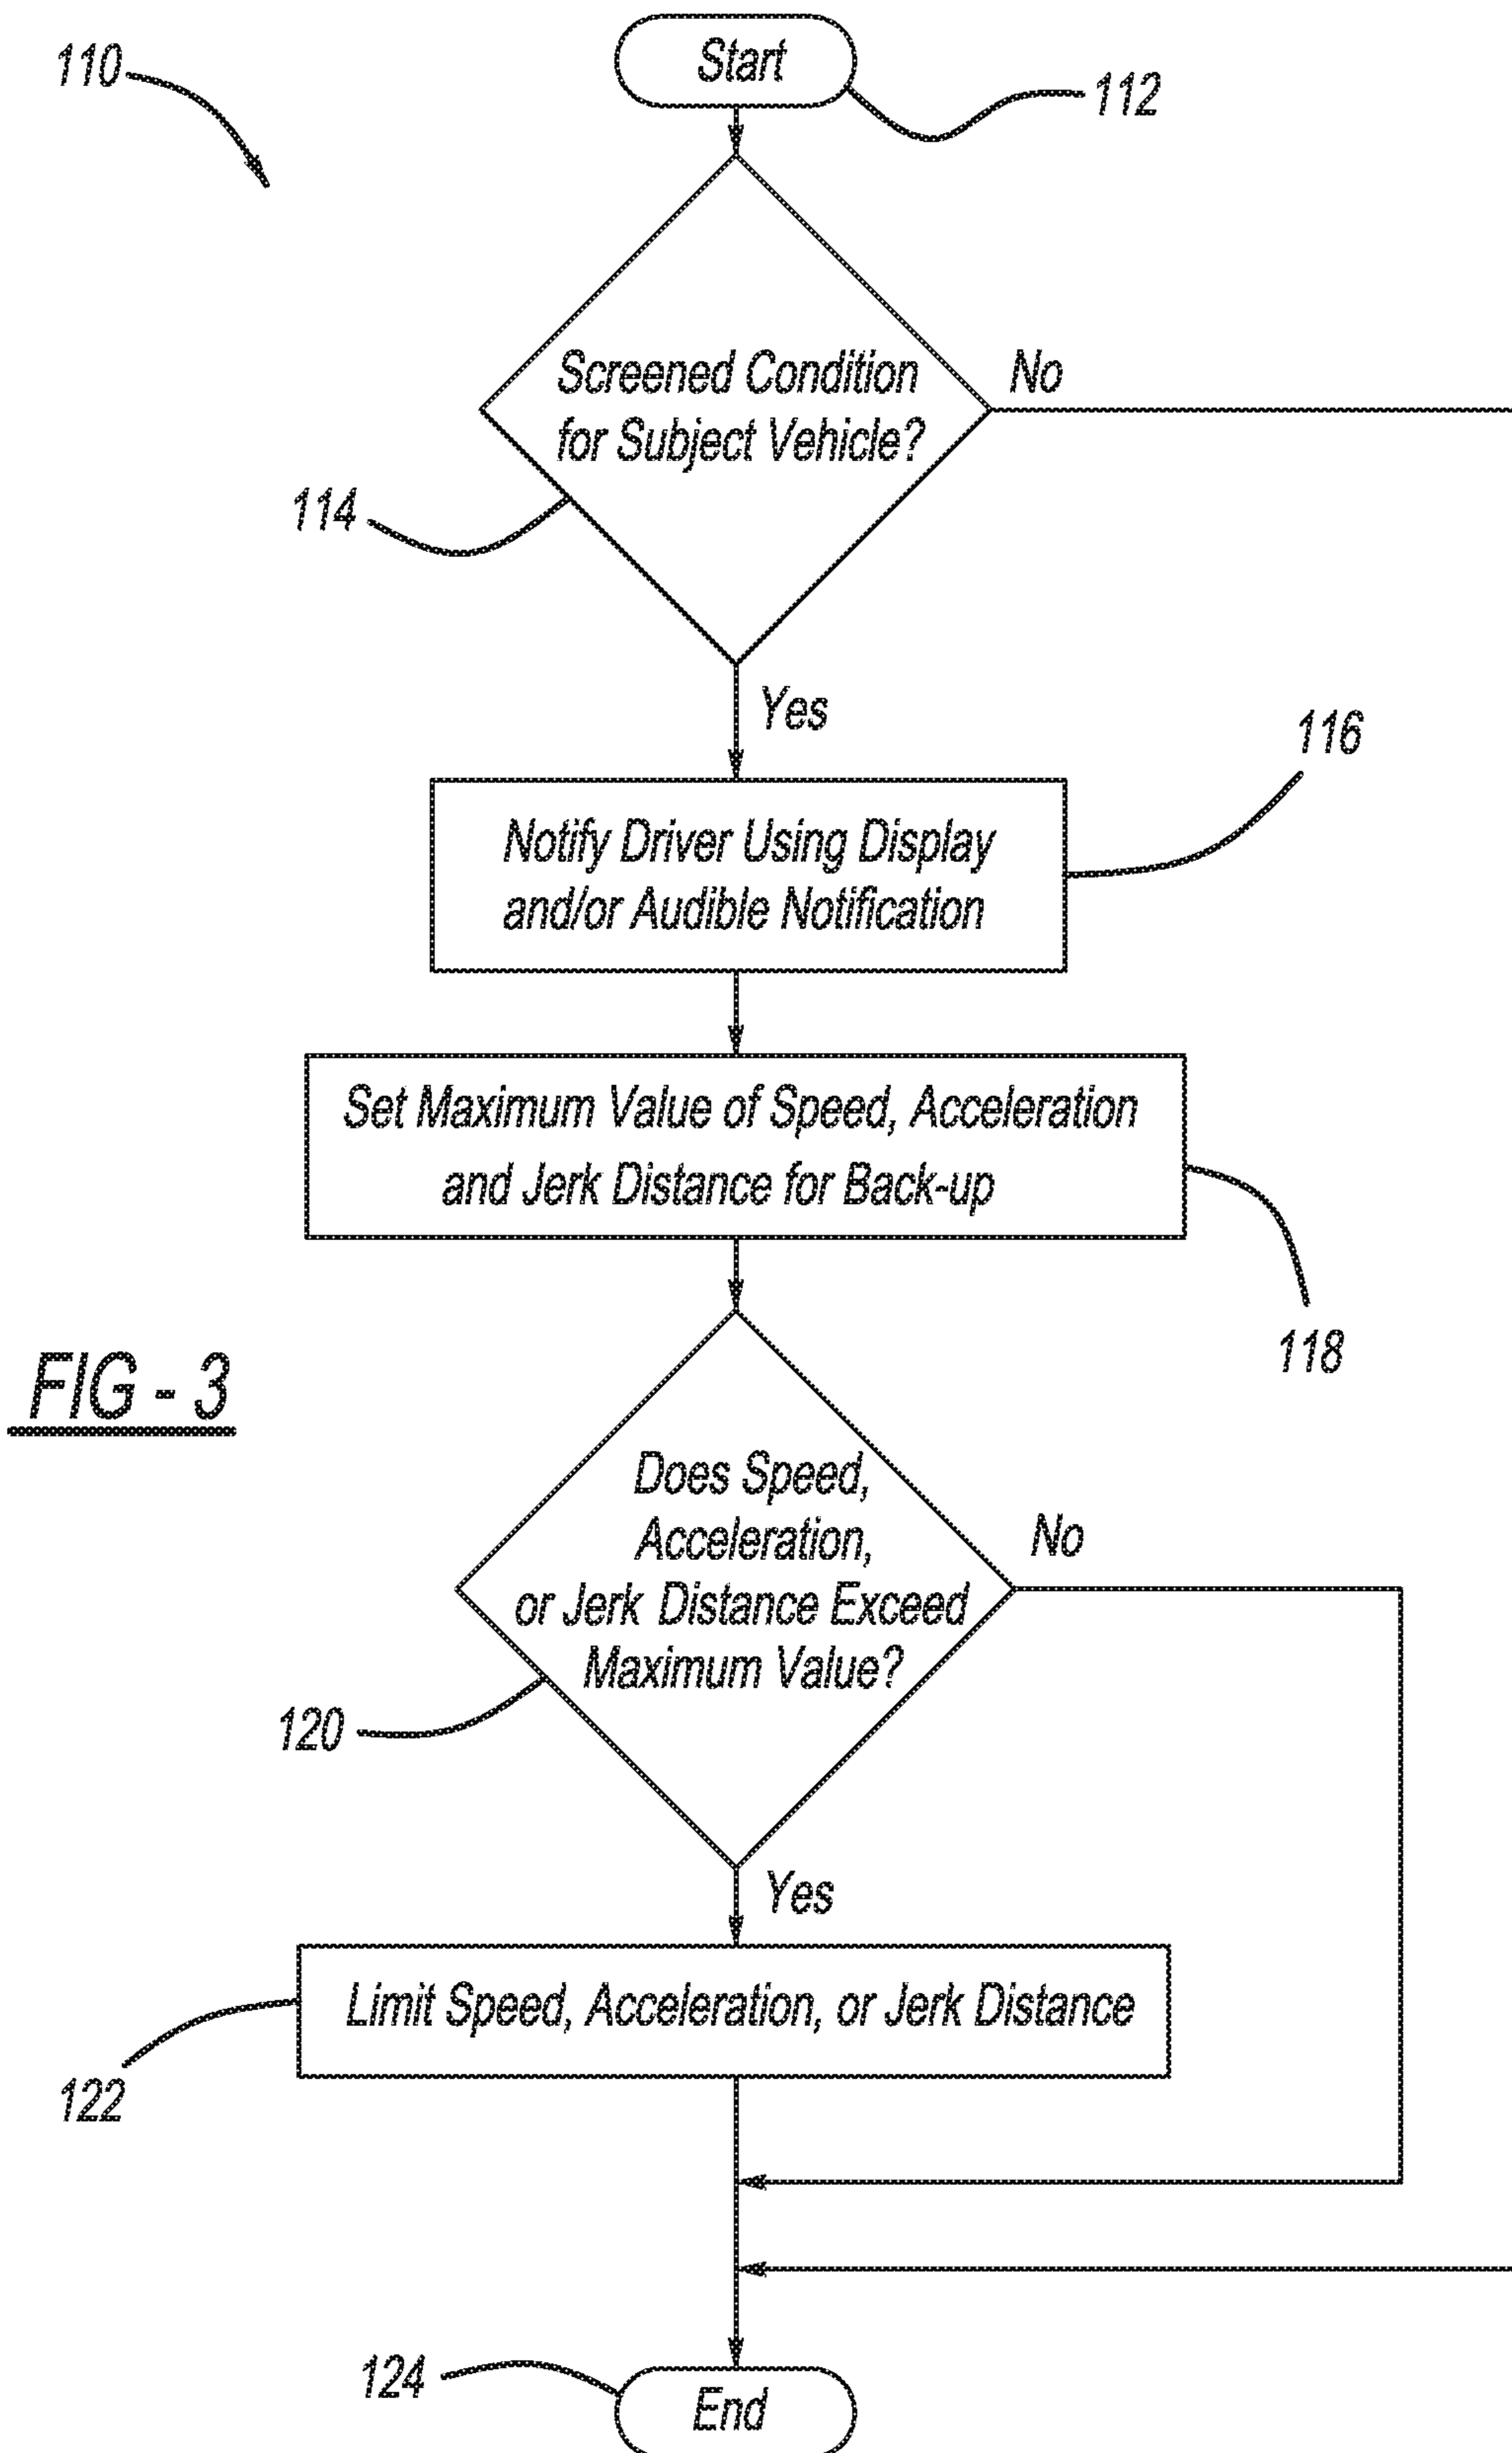 110
Start
112
Screened Condition
for Subject Vehicle?
No
114
Yes
116
Notify Driver Using Display
and/or Audible Notification
Set Maximum Value of Speed, Acceleration
and Jerk Distance for Back-up
118
FIG - 3
Does Speed,
Acceleration,
or Jerk Distance Exceed
Maximum Value?
No
120
Yes
Limit Speed, Acceleration, or Jerk Distance
122
124
End